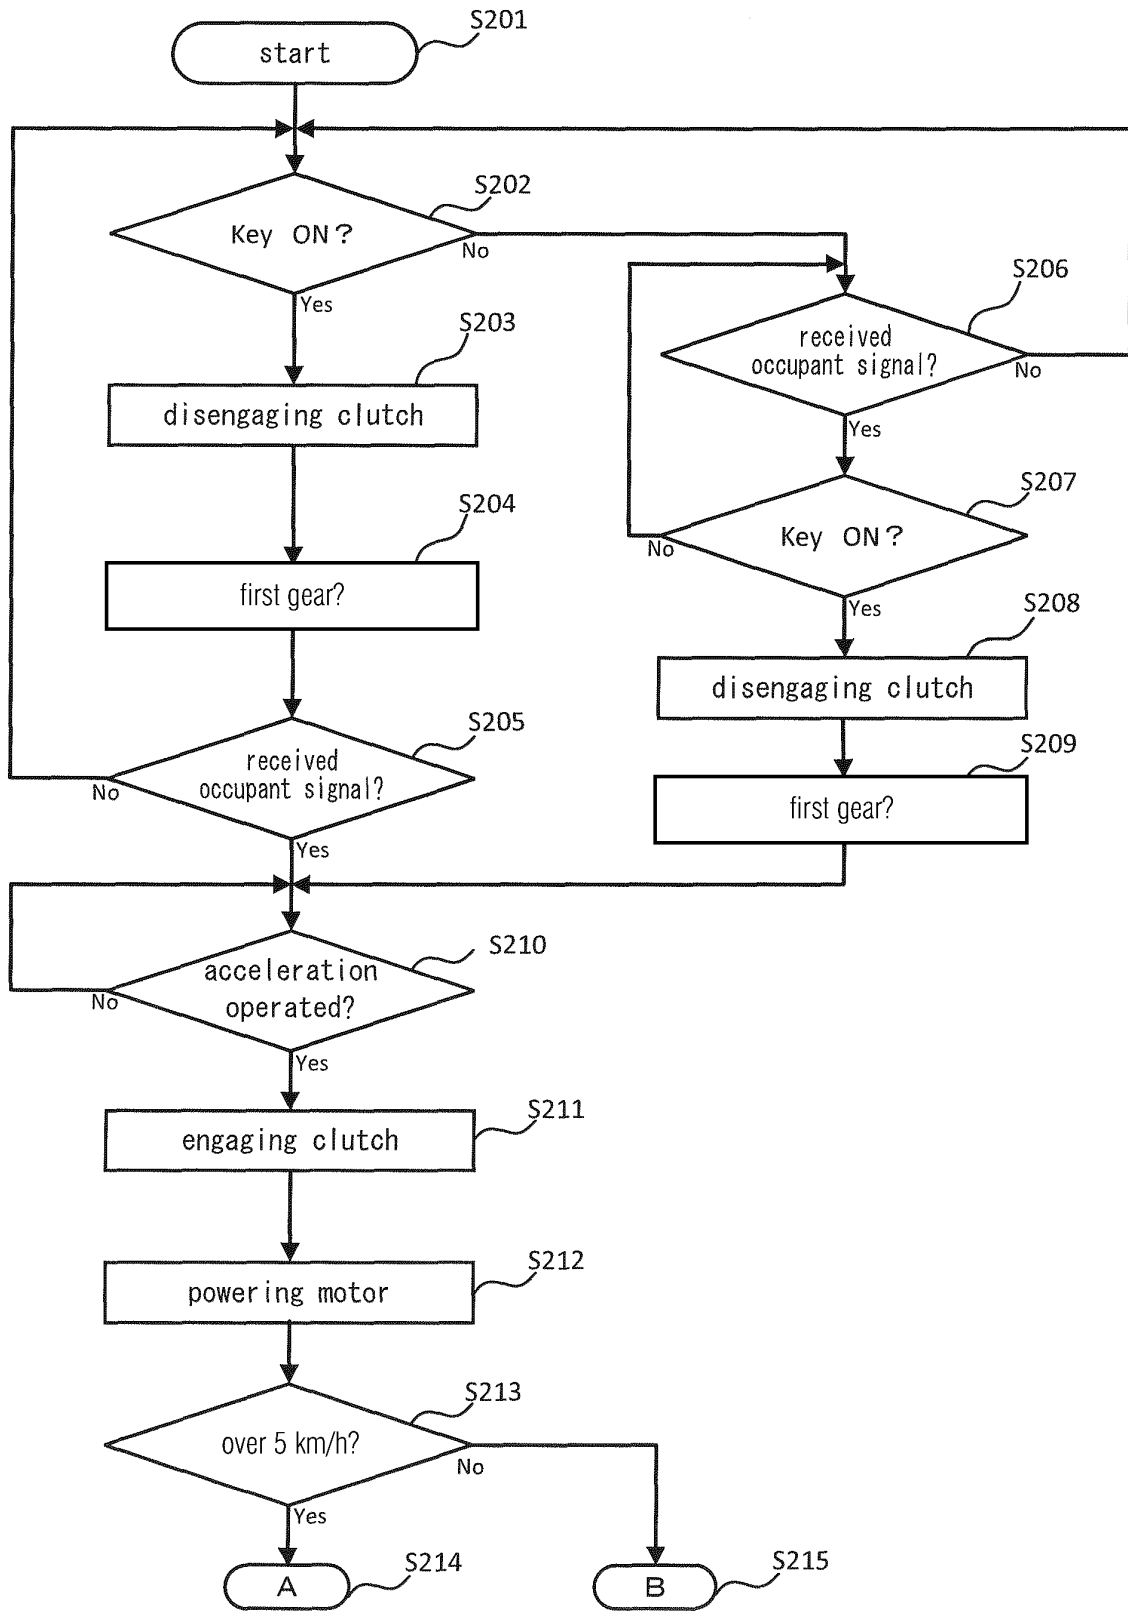 S201
start
S202
Key ON?
No
Yes
S206
received
occupant signal?
No
Yes
S203
disengaging clutch
S207
Key ON?
No
Yes
S204
first gear?
S208
disengaging clutch
S205
received
occupant signal?
No
Yes
S209
first gear?
S210
acceleration
operated?
No
Yes
S211
engaging clutch
S212
powering motor
S213
over 5 km/h?
No
Yes
S214
A
S215
B